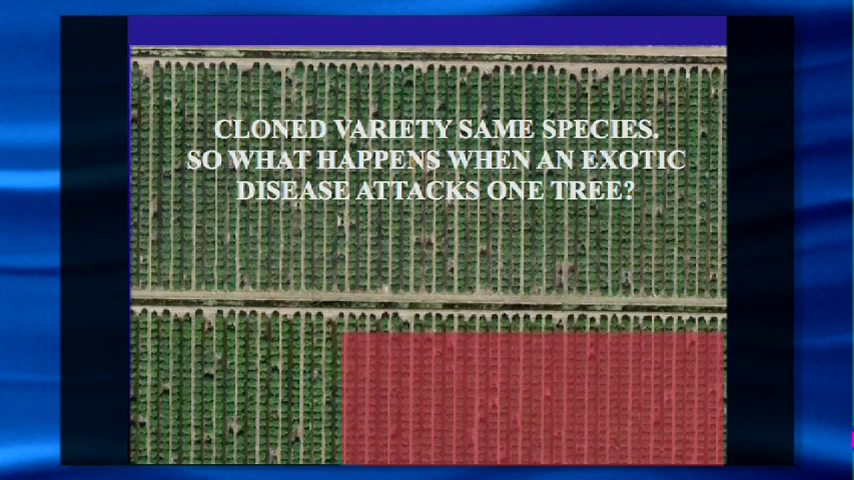 CLONED VARIETY SAME SPECIES.
SO WHAT HAPPENS WHEN AN EXOTIC
DISEASE ATTACKS ONE TREE?